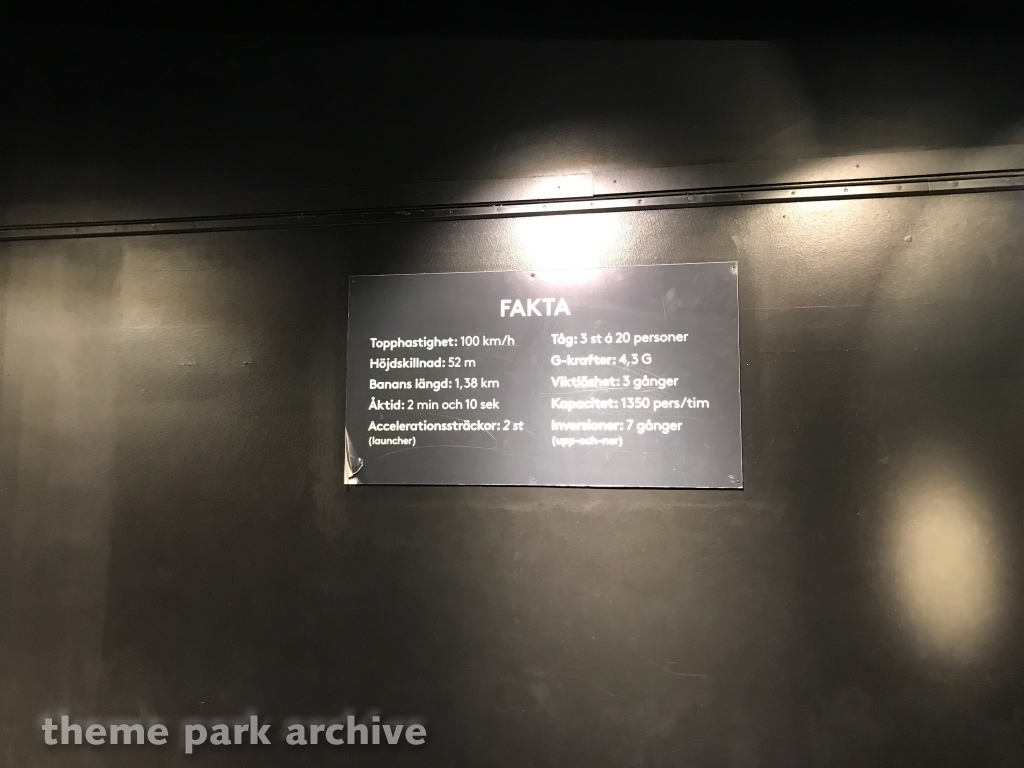 FAKTA
Topphastighet: 100 km/h
Höjdskillnad: 52 m
Banans längd: 1,38 km
Åktid: 2 min och 10 sek
Accelerationssträckor: 2 st
(launcher)
Tåg: 3 st á 20 personer
G-krafter: 4,3 G
Viktlöshet: 3 gånger
Kapacitet: 1350 pers/tim
Inversioner: 7 gånger
(upp-och-ner)
theme park archive